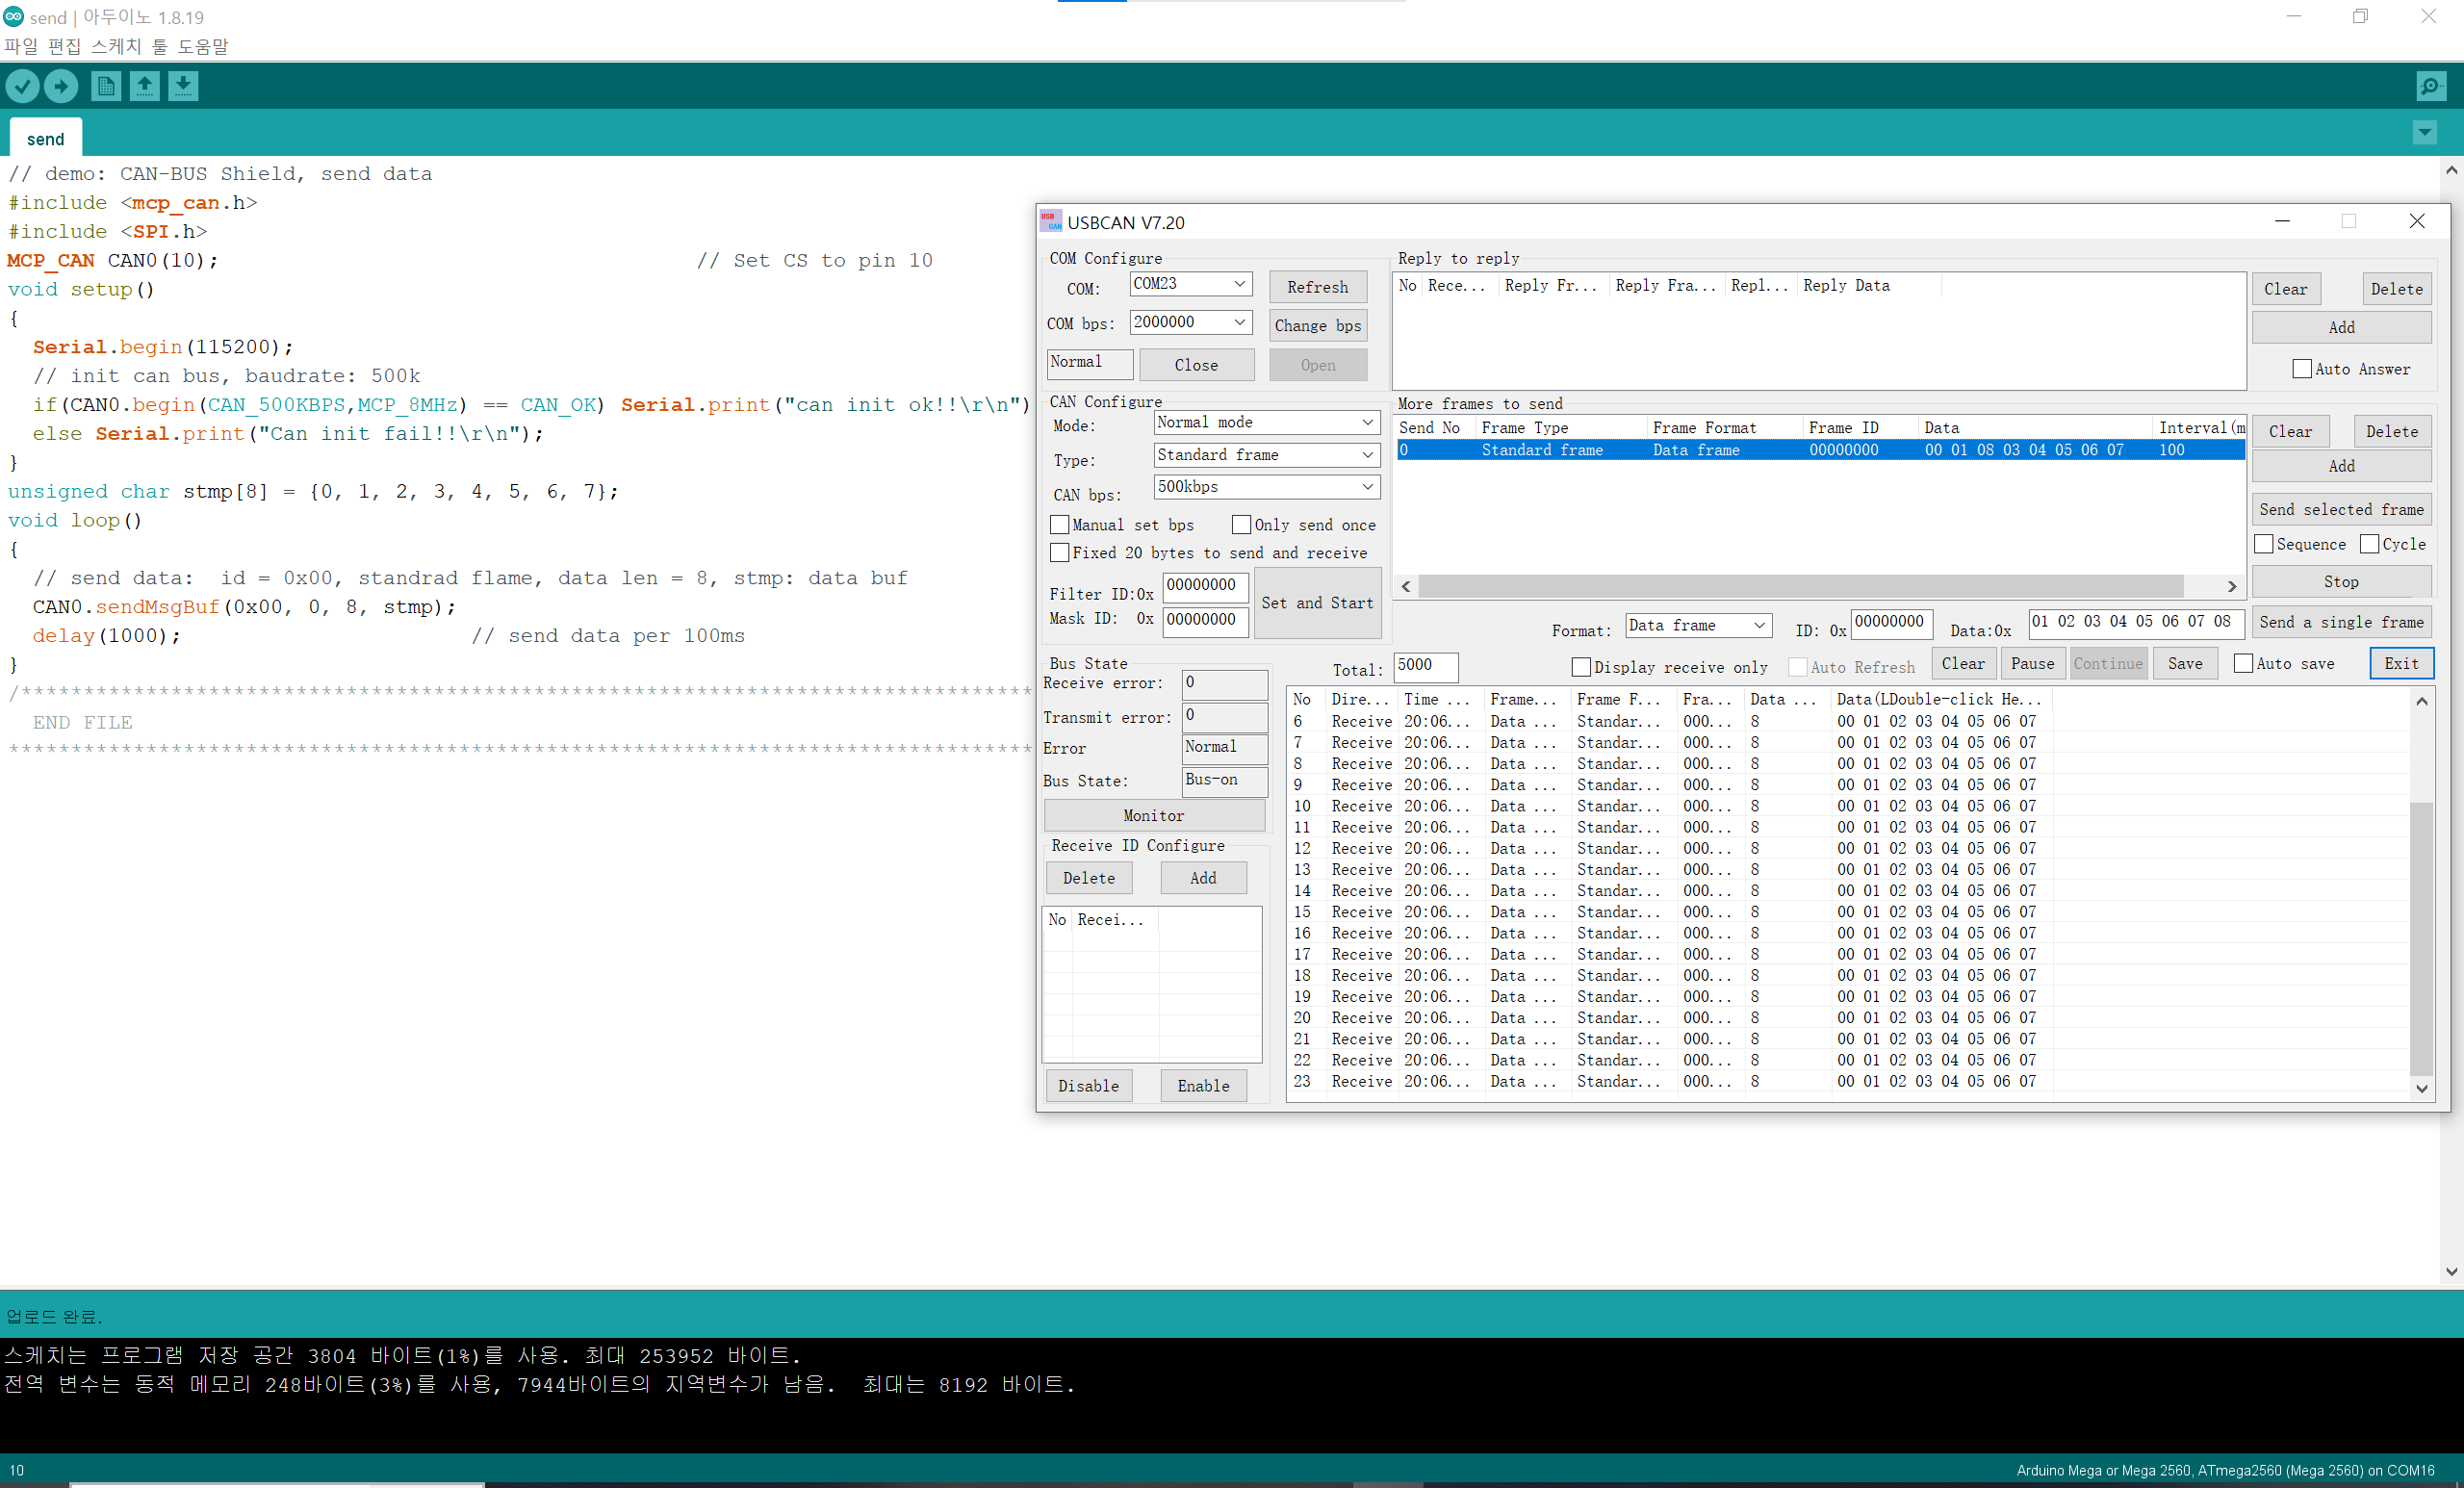 send | 아두이노 1.8.19
파일 편집 스케치 툴 도움말
send
// demo: CAN-BUS Shield, send data
#include <mcp_can.h>
#include <SPI.h>
MCP_CAN CAN0(10); // Set CS to pin 10
void setup()
{
Serial.begin(115200);
// init can bus, baudrate: 500k
if(CAN0.begin(CAN_500KBPS,MCP_8MHz) == CAN_OK) Serial.print("can init ok!!\r\n")
else Serial.print("Can init fail!!\r\n");
}
unsigned char stmp[8] = {0, 1, 2, 3, 4, 5, 6, 7};
void loop()
{
// send data:  id = 0x00, standrad flame, data len = 8, stmp: data buf
CAN0.sendMsgBuf(0x00, 0, 8, stmp);
delay(1000); // send data per 100ms
}
/**********************************************************************************
END FILE
**********************************************************************************
USBCAN V7.20
COM Configure
COM: COM23 Refresh
COM bps: 2000000 Change bps
Normal Close Open
CAN Configure
Mode: Normal mode
Type: Standard frame
CAN bps: 500kbps
Manual set bps Only send once
Fixed 20 bytes to send and receive
Filter ID:0x 00000000
Mask ID: 0x 00000000
Set and Start
Bus State
Receive error: 0
Transmit error: 0
Error Normal
Bus State: Bus-on
Monitor
Receive ID Configure
Delete Add
No Recei...
Disable Enable
Reply to reply
No Rece... Reply Fr... Reply Fra... Repl... Reply Data
Clear Delete
Add
Auto Answer
More frames to send
Send No Frame Type Frame Format Frame ID Data Interval(m
0 Standard frame Data frame 00000000 00 01 08 03 04 05 06 07 100
Clear Delete
Add
Send selected frame
Sequence Cycle
Stop
Format: Data frame ID: 0x 00000000 Data:0x 01 02 03 04 05 06 07 08 Send a single frame
Total: 5000 Display receive only Auto Refresh Clear Pause Continue Save Auto save Exit
No Dire... Time ... Frame... Frame F... Fra... Data ... Data(LDouble-click He...
6 Receive 20:06... Data ... Standar... 000... 8 00 01 02 03 04 05 06 07
7 Receive 20:06... Data ... Standar... 000... 8 00 01 02 03 04 05 06 07
8 Receive 20:06... Data ... Standar... 000... 8 00 01 02 03 04 05 06 07
9 Receive 20:06... Data ... Standar... 000... 8 00 01 02 03 04 05 06 07
10 Receive 20:06... Data ... Standar... 000... 8 00 01 02 03 04 05 06 07
11 Receive 20:06... Data ... Standar... 000... 8 00 01 02 03 04 05 06 07
12 Receive 20:06... Data ... Standar... 000... 8 00 01 02 03 04 05 06 07
13 Receive 20:06... Data ... Standar... 000... 8 00 01 02 03 04 05 06 07
14 Receive 20:06... Data ... Standar... 000... 8 00 01 02 03 04 05 06 07
15 Receive 20:06... Data ... Standar... 000... 8 00 01 02 03 04 05 06 07
16 Receive 20:06... Data ... Standar... 000... 8 00 01 02 03 04 05 06 07
17 Receive 20:06... Data ... Standar... 000... 8 00 01 02 03 04 05 06 07
18 Receive 20:06... Data ... Standar... 000... 8 00 01 02 03 04 05 06 07
19 Receive 20:06... Data ... Standar... 000... 8 00 01 02 03 04 05 06 07
20 Receive 20:06... Data ... Standar... 000... 8 00 01 02 03 04 05 06 07
21 Receive 20:06... Data ... Standar... 000... 8 00 01 02 03 04 05 06 07
22 Receive 20:06... Data ... Standar... 000... 8 00 01 02 03 04 05 06 07
23 Receive 20:06... Data ... Standar... 000... 8 00 01 02 03 04 05 06 07
업로드 완료.
스케치는 프로그램 저장 공간 3804 바이트(1%)를 사용. 최대 253952 바이트.
전역 변수는 동적 메모리 248바이트(3%)를 사용, 7944바이트의 지역변수가 남음.  최대는 8192 바이트.
10
Arduino Mega or Mega 2560, ATmega2560 (Mega 2560) on COM16